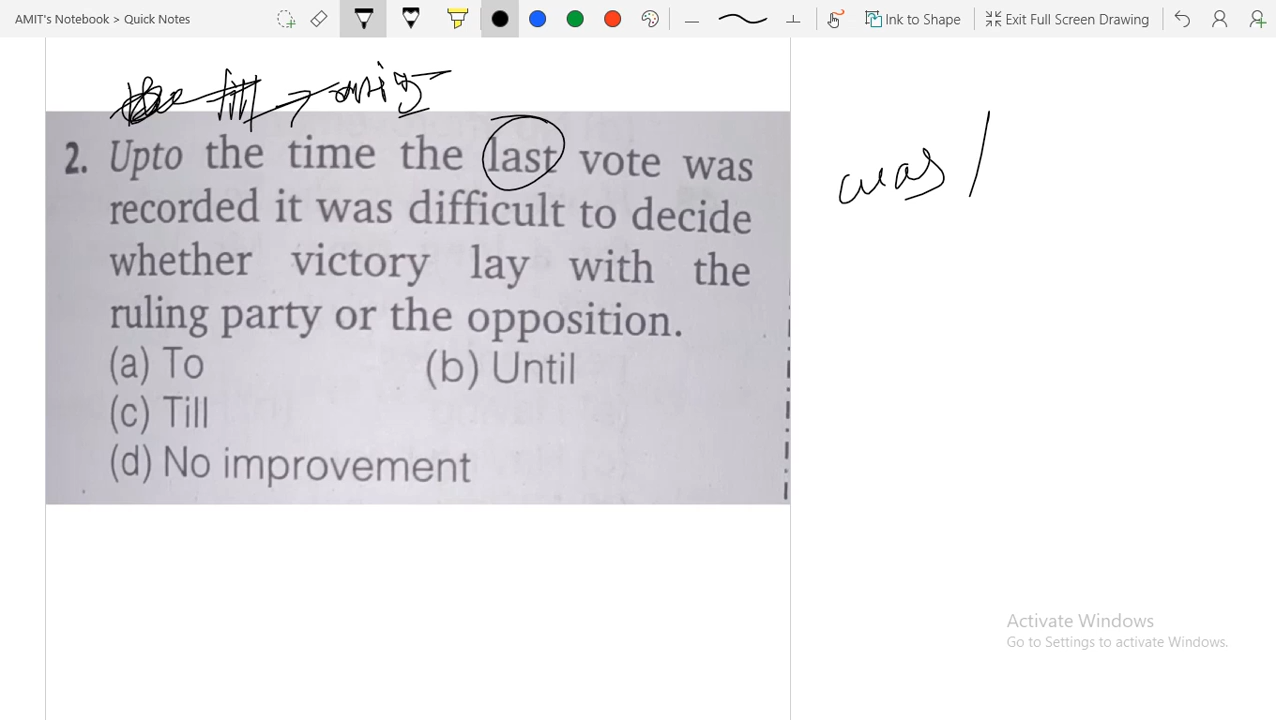 AMIT's Notebook > Quick Notes
Ink to Shape
Exit Full Screen Drawing
2. Upto the time the last vote was
recorded it was difficult to decide
whether victory lay with the
ruling party or the opposition.
(a) To (b) Until
(c) Till
(d) No improvement
was /
Activate Windows
Go to Settings to activate Windows.